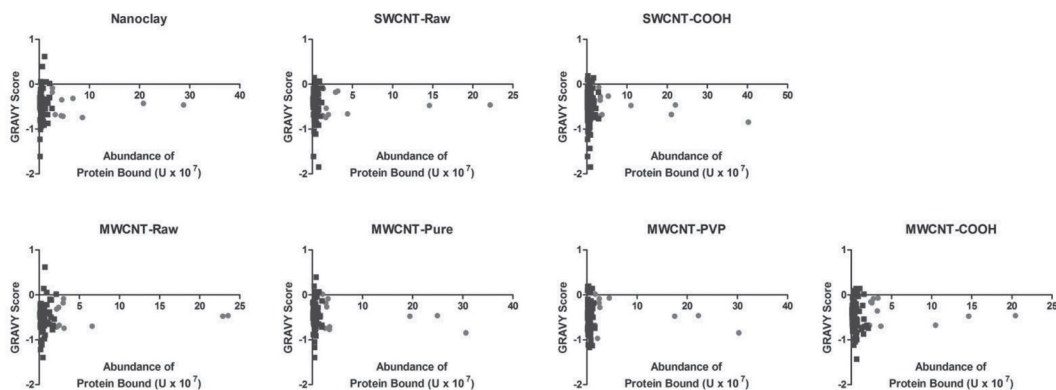 Nanoclay
1
0
-1
-2
GRAVY Score
10
20
30
40
Abundance of
Protein Bound (U x 10⁷)
SWCNT-Raw
1
0
-1
-2
GRAVY Score
5
10
15
20
25
Abundance of
Protein Bound (U x 10⁷)
SWCNT-COOH
1
0
-1
-2
GRAVY Score
10
20
30
40
50
Abundance of
Protein Bound (U x 10⁷)
MWCNT-Raw
1
0
-1
-2
GRAVY Score
5
10
15
20
25
Abundance of
Protein Bound (U x 10⁷)
MWCNT-Pure
1
0
-1
-2
GRAVY Score
10
20
30
40
Abundance of
Protein Bound (U x 10⁷)
MWCNT-PVP
1
0
-1
-2
GRAVY Score
10
20
30
40
Abundance of
Protein Bound (U x 10⁷)
MWCNT-COOH
1
0
-1
-2
GRAVY Score
5
10
15
20
25
Abundance of
Protein Bound (U x 10⁷)